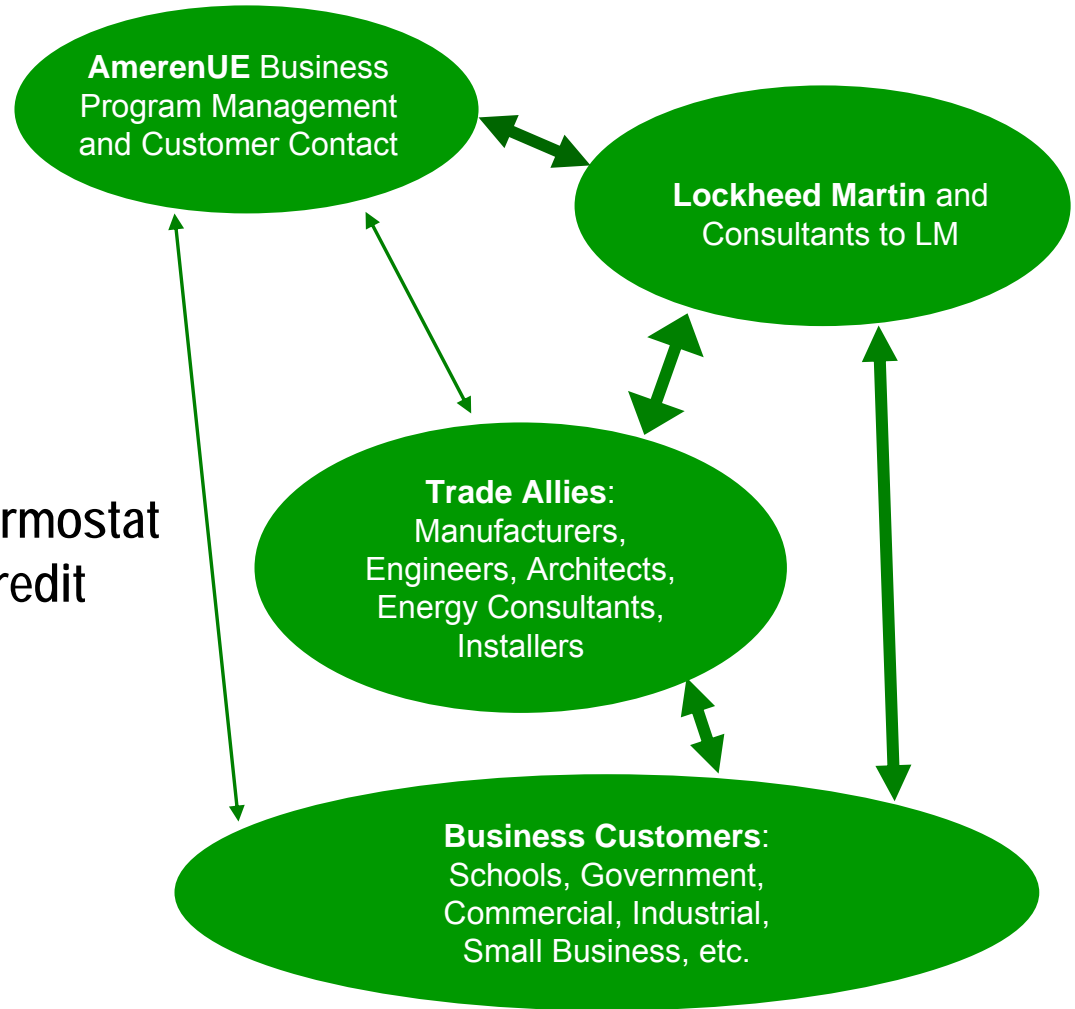 AmerenUE Business
Program Management
and Customer Contact
Lockheed Martin and
Consultants to LM
Trade Allies:
Manufacturers,
Engineers, Architects,
Energy Consultants,
Installers
rmostat
redit
Business Customers:
Schools, Government,
Commercial, Industrial,
Small Business, etc.